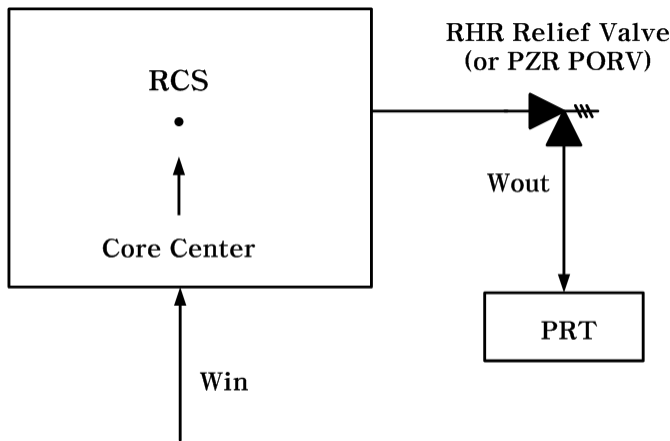 RHR Relief Valve
(or PZR PORV)
RCS
Wout
Core Center
PRT
Win